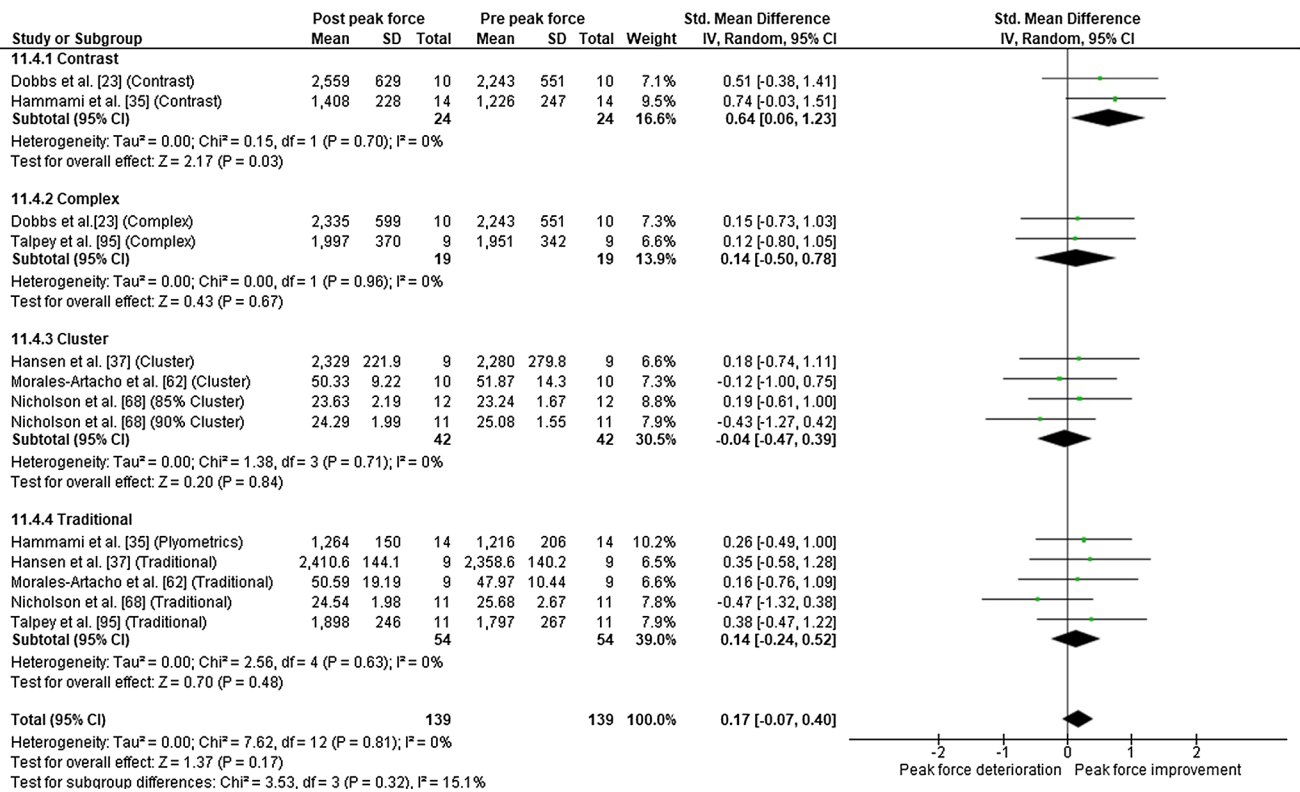 Post peak force Pre peak force Std. Mean Difference Std. Mean Difference
Study or Subgroup Mean SD Total Mean SD Total Weight IV, Random, 95% CI IV, Random, 95% CI
11.4.1 Contrast
Dobbs et al. [23] (Contrast) 2,559 629 10 2,243 551 10 7.1% 0.51 [-0.38, 1.41]
Hammami et al. [35] (Contrast) 1,408 228 14 1,226 247 14 9.5% 0.74 [-0.03, 1.51]
Subtotal (95% CI) 24 24 16.6% 0.64 [0.06, 1.23]
Heterogeneity: Tau² = 0.00; Chi² = 0.15, df = 1 (P = 0.70); I² = 0%
Test for overall effect: Z = 2.17 (P = 0.03)
11.4.2 Complex
Dobbs et al.[23] (Complex) 2,335 599 10 2,243 551 10 7.3% 0.15 [-0.73, 1.03]
Talpey et al. [95] (Complex) 1,997 370 9 1,951 342 9 6.6% 0.12 [-0.80, 1.05]
Subtotal (95% CI) 19 19 13.9% 0.14 [-0.50, 0.78]
Heterogeneity: Tau² = 0.00; Chi² = 0.00, df = 1 (P = 0.96); I² = 0%
Test for overall effect: Z = 0.43 (P = 0.67)
11.4.3 Cluster
Hansen et al. [37] (Cluster) 2,329 221.9 9 2,280 279.8 9 6.6% 0.18 [-0.74, 1.11]
Morales-Artacho et al. [62] (Cluster) 50.33 9.22 10 51.87 14.3 10 7.3% -0.12 [-1.00, 0.75]
Nicholson et al. [68] (85% Cluster) 23.63 2.19 12 23.24 1.67 12 8.8% 0.19 [-0.61, 1.00]
Nicholson et al. [68] (90% Cluster) 24.29 1.99 11 25.08 1.55 11 7.9% -0.43 [-1.27, 0.42]
Subtotal (95% CI) 42 42 30.5% -0.04 [-0.47, 0.39]
Heterogeneity: Tau² = 0.00; Chi² = 1.38, df = 3 (P = 0.71); I² = 0%
Test for overall effect: Z = 0.20 (P = 0.84)
11.4.4 Traditional
Hammami et al. [35] (Plyometrics) 1,264 150 14 1,216 206 14 10.2% 0.26 [-0.49, 1.00]
Hansen et al. [37] (Traditional) 2,410.6 144.1 9 2,358.6 140.2 9 6.5% 0.35 [-0.58, 1.28]
Morales-Artacho et al. [62] (Traditional) 50.59 19.19 9 47.97 10.44 9 6.6% 0.16 [-0.76, 1.09]
Nicholson et al. [68] (Traditional) 24.54 1.98 11 25.68 2.67 11 7.8% -0.47 [-1.32, 0.38]
Talpey et al. [95] (Traditional) 1,898 246 11 1,797 267 11 7.9% 0.38 [-0.47, 1.22]
Subtotal (95% CI) 54 54 39.0% 0.14 [-0.24, 0.52]
Heterogeneity: Tau² = 0.00; Chi² = 2.56, df = 4 (P = 0.63); I² = 0%
Test for overall effect: Z = 0.70 (P = 0.48)
Total (95% CI) 139 139 100.0% 0.17 [-0.07, 0.40]
Heterogeneity: Tau² = 0.00; Chi² = 7.62, df = 12 (P = 0.81); I² = 0%
Test for overall effect: Z = 1.37 (P = 0.17)
Test for subgroup differences: Chi² = 3.53, df = 3 (P = 0.32), I² = 15.1%
-2 -1 0 1 2
Peak force deterioration Peak force improvement